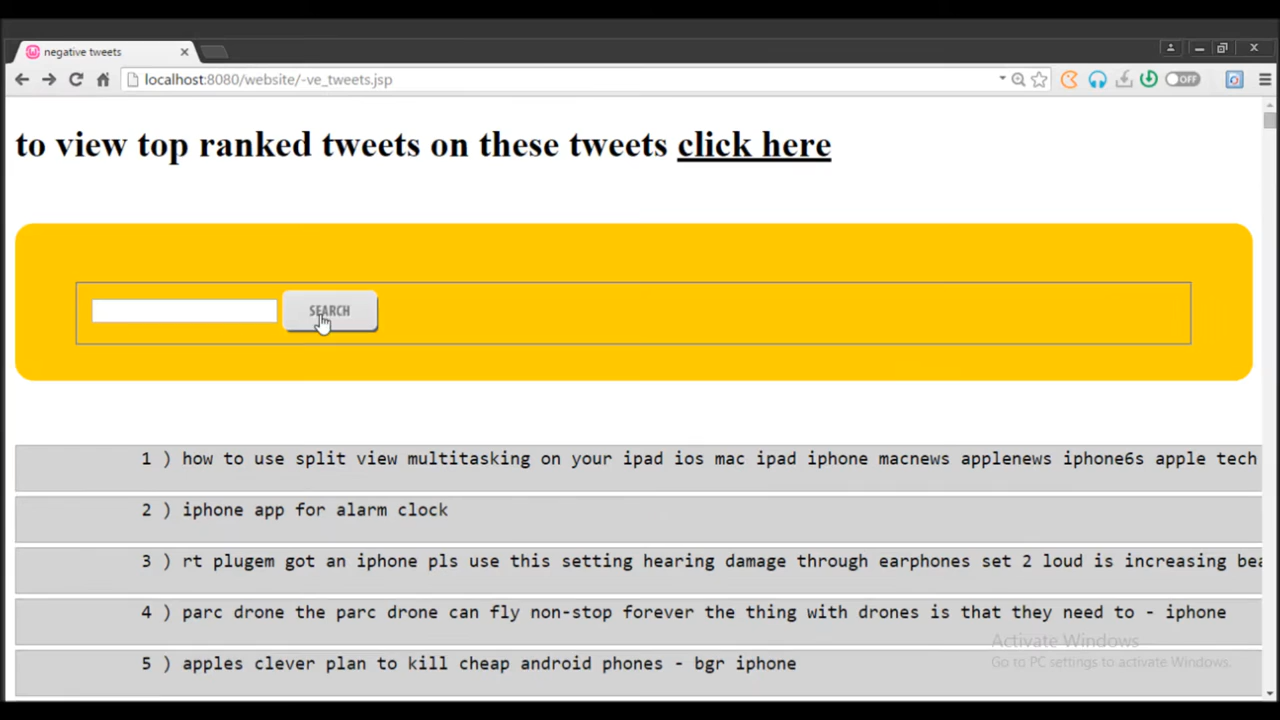 negative tweets
localhost:8080/website/-ve_tweets.jsp
OFF
to view top ranked tweets on these tweets click here
SEARCH
1 ) how to use split view multitasking on your ipad ios mac ipad iphone macnews applenews iphone6s apple tech
2 ) iphone app for alarm clock
3 ) rt plugem got an iphone pls use this setting hearing damage through earphones set 2 loud is increasing
4 ) parc drone the parc drone can fly non-stop forever the thing with drones is that they need to - iphone
5 ) apples clever plan to kill cheap android phones - bgr iphone
Activate Windows
Go to PC settings to activate Windows.